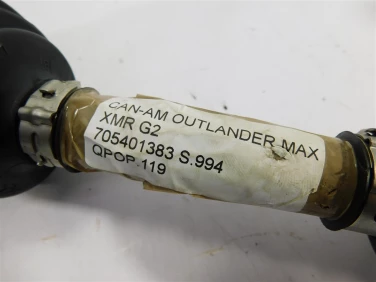 CAN-AM OUTLANDER MAX
XMR G2
705401383 S.994
QPOP 119